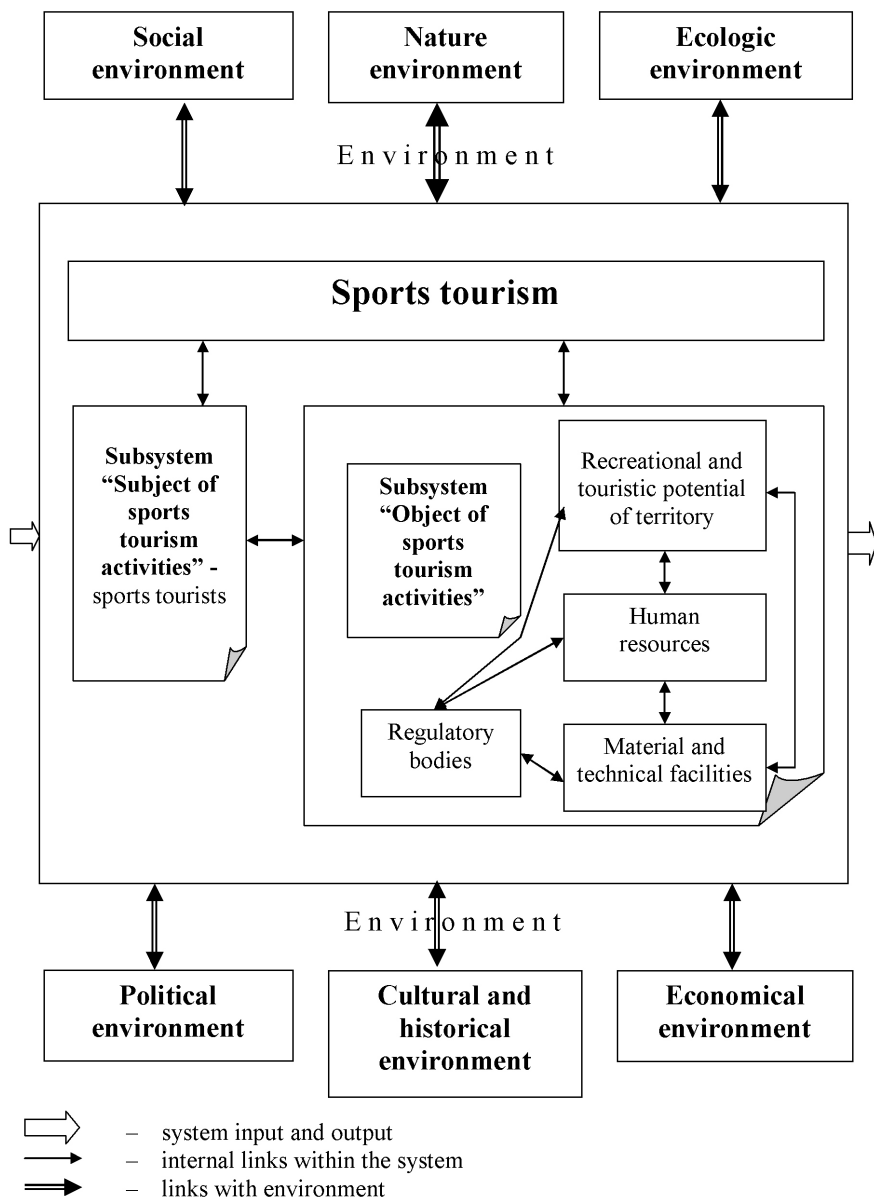 Social
environment
Nature
environment
Ecologic
environment
Environment
Sports tourism
Subsystem
“Subject of
sports
tourism
activities” -
sports tourists
Subsystem
“Object of
sports
tourism
activities”
Recreational and
touristic potential
of territory
Human
resources
Regulatory
bodies
Material and
technical facilities
Environment
Political
environment
Cultural and
historical
environment
Economical
environment
– system input and output
– internal links within the system
– links with environment